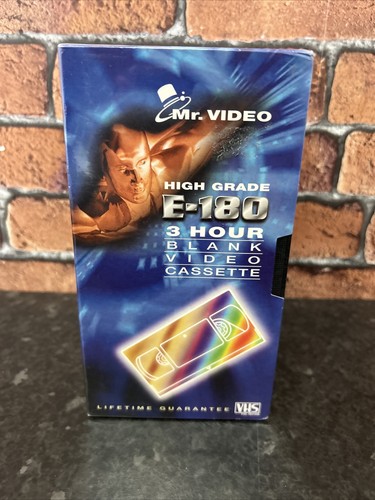 Mr. VIDEO
HIGH GRADE
E-180
3 HOUR
BLANK
VIDEO
CASSETTE
LIFETIME GUARANTEE VHS